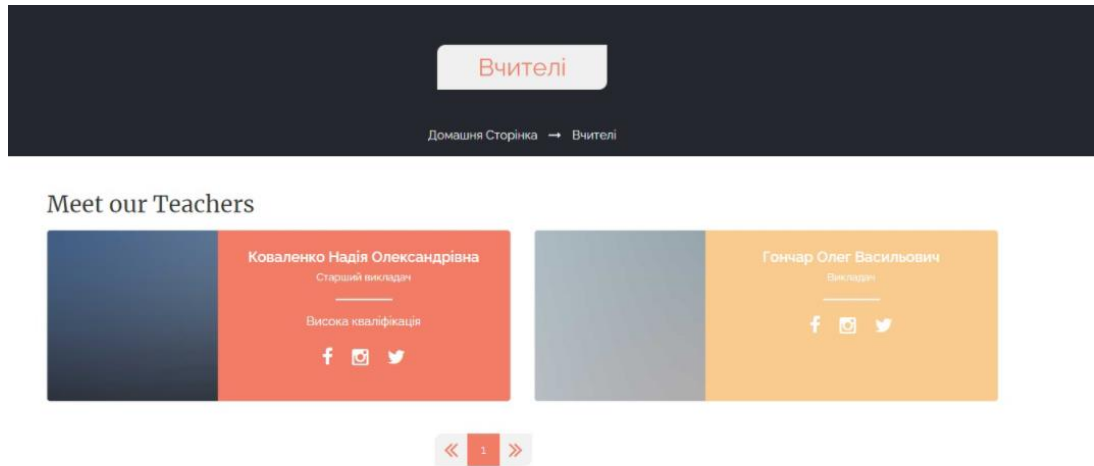 Вчителі
Домашня Сторінка → Вчителі
Meet our Teachers
Коваленко Надія Олександрівна
Старший викладач
Висока кваліфікація
Гончар Олег Васильович
Викладач
« 1 »